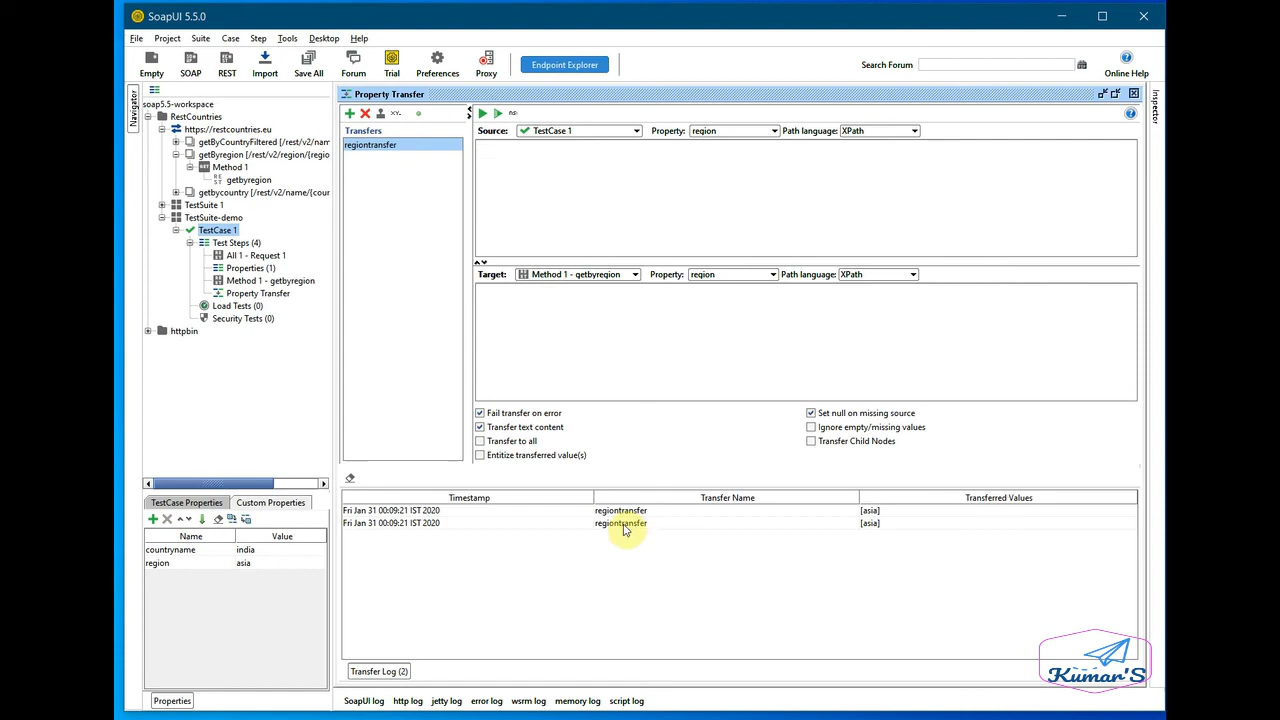 SoapUI 5.5.0
File Project Suite Case Step Tools Desktop Help
Empty SOAP REST Import Save All Forum Trial Preferences Proxy Endpoint Explorer Search Forum Online Help
Navigator
soap5.5-workspace
RestCountries
https://restcountries.eu
getByCountryFiltered [/rest/v2/nam
getByregion [/rest/v2/region/{regio
Method 1
getbyregion
getbycountry [/rest/v2/name/{cour
TestSuite 1
TestSuite-demo
TestCase 1
Test Steps (4)
All 1 - Request 1
Properties (1)
Method 1 - getbyregion
Property Transfer
Load Tests (0)
Security Tests (0)
httpbin
TestCase Properties Custom Properties
Name Value
countryname india
region asia
Properties
Property Transfer
Transfers
regiontransfer
ns:
Source: TestCase 1 Property: region Path language: XPath
Target: Method 1 - getbyregion Property: region Path language: XPath
Fail transfer on error Set null on missing source
Transfer text content Ignore empty/missing values
Transfer to all Transfer Child Nodes
Entitize transferred value(s)
Timestamp Transfer Name Transferred Values
Fri Jan 31 00:09:21 IST 2020 regiontransfer [asia]
Fri Jan 31 00:09:21 IST 2020 regiontransfer [asia]
Transfer Log (2)
Inspector
Kumar'S
SoapUI log http log jetty log error log wsrm log memory log script log